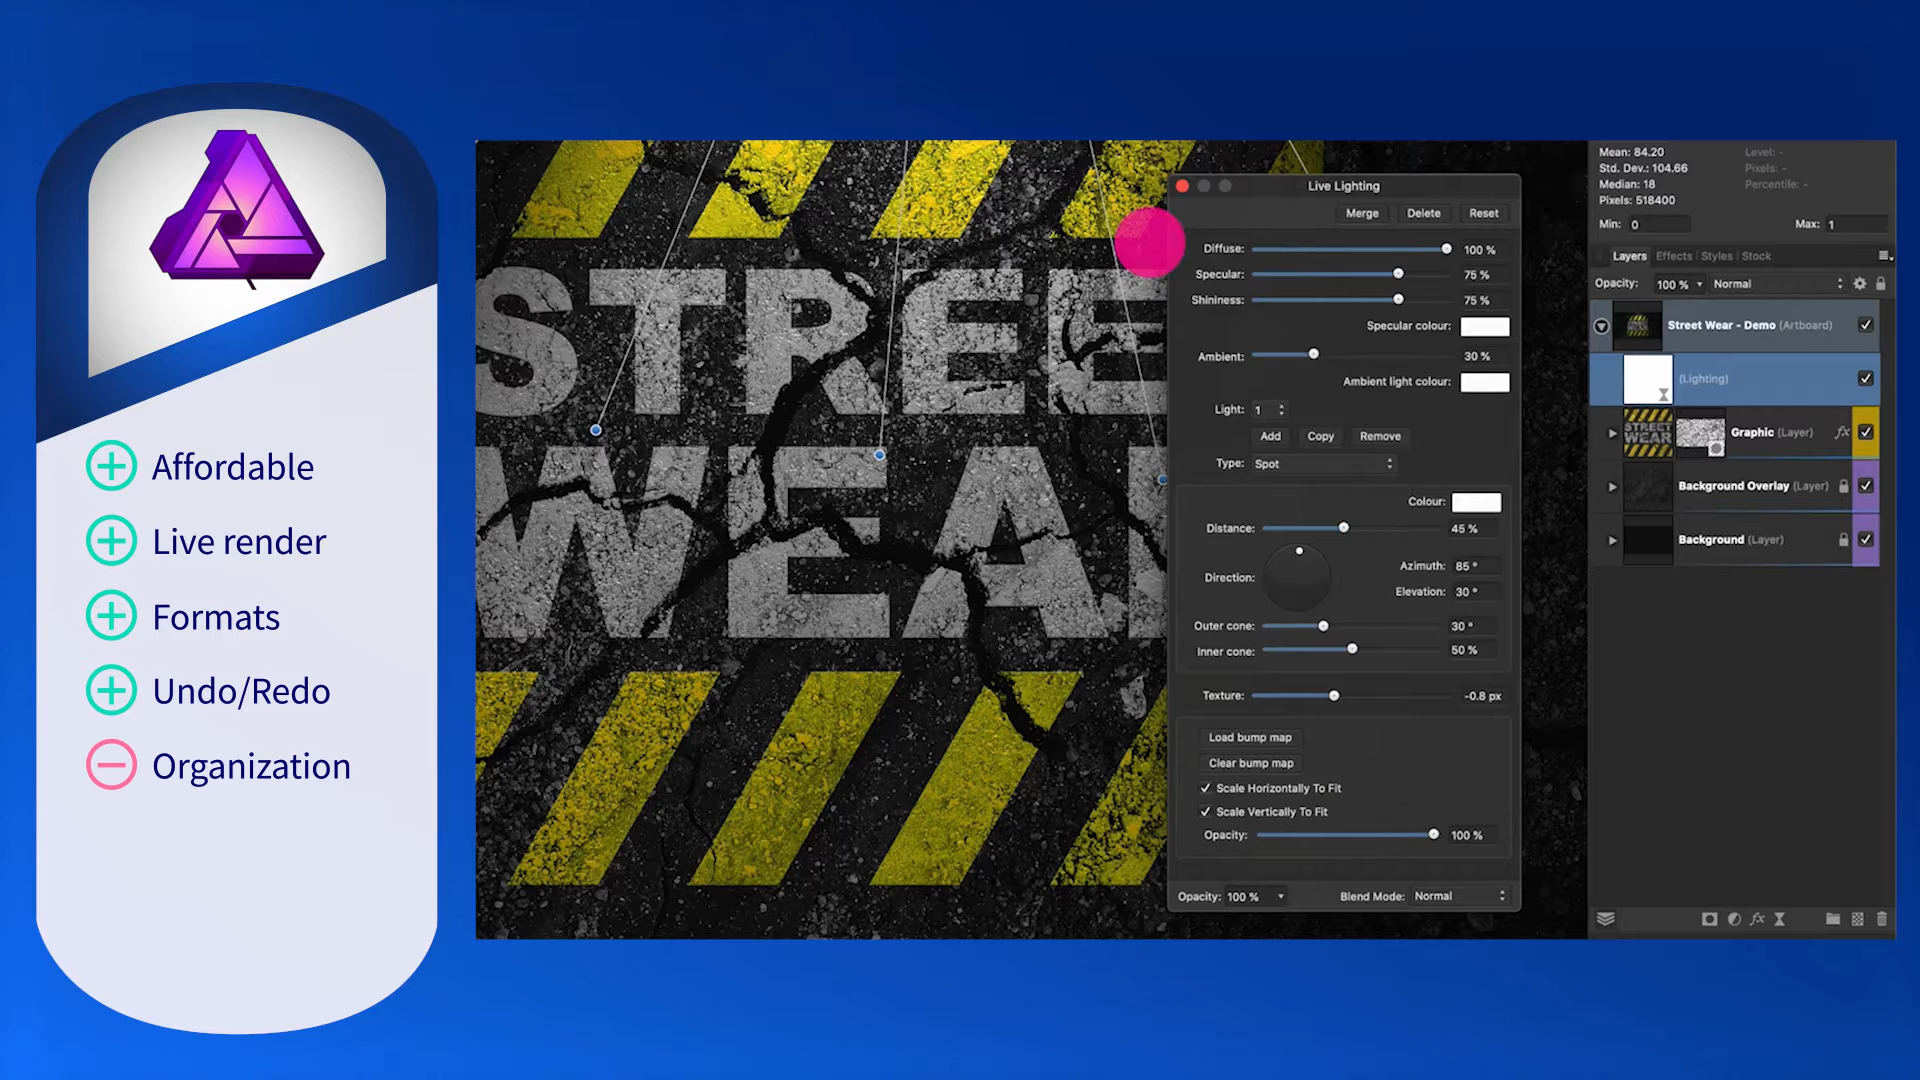 Affordable
Live render
Formats
Undo/Redo
Organization
STREE
WEA
Live Lighting
Merge Delete Reset
Diffuse: 100 %
Specular: 75 %
Shininess: 75 %
Specular colour:
Ambient: 30 %
Ambient light colour:
Light: 1
Add Copy Remove
Type: Spot
Colour:
Distance: 45 %
Direction:
Azimuth: 85 °
Elevation: 30 °
Outer cone: 30 °
Inner cone: 50 %
Texture: -0.8 px
Load bump map
Clear bump map
Scale Horizontally To Fit
Scale Vertically To Fit
Opacity: 100 %
Opacity: 100 % Blend Mode: Normal
Mean: 84.20 Level: -
Std. Dev.: 104.66 Pixels: -
Median: 18 Percentile: -
Pixels: 518400
Min: 0 Max: 1
Layers Effects Styles Stock
Opacity: 100 % Normal
Street Wear - Demo (Artboard)
(Lighting)
STREET
WEAR
Graphic (Layer) fx
Background Overlay (Layer)
Background (Layer)
fx